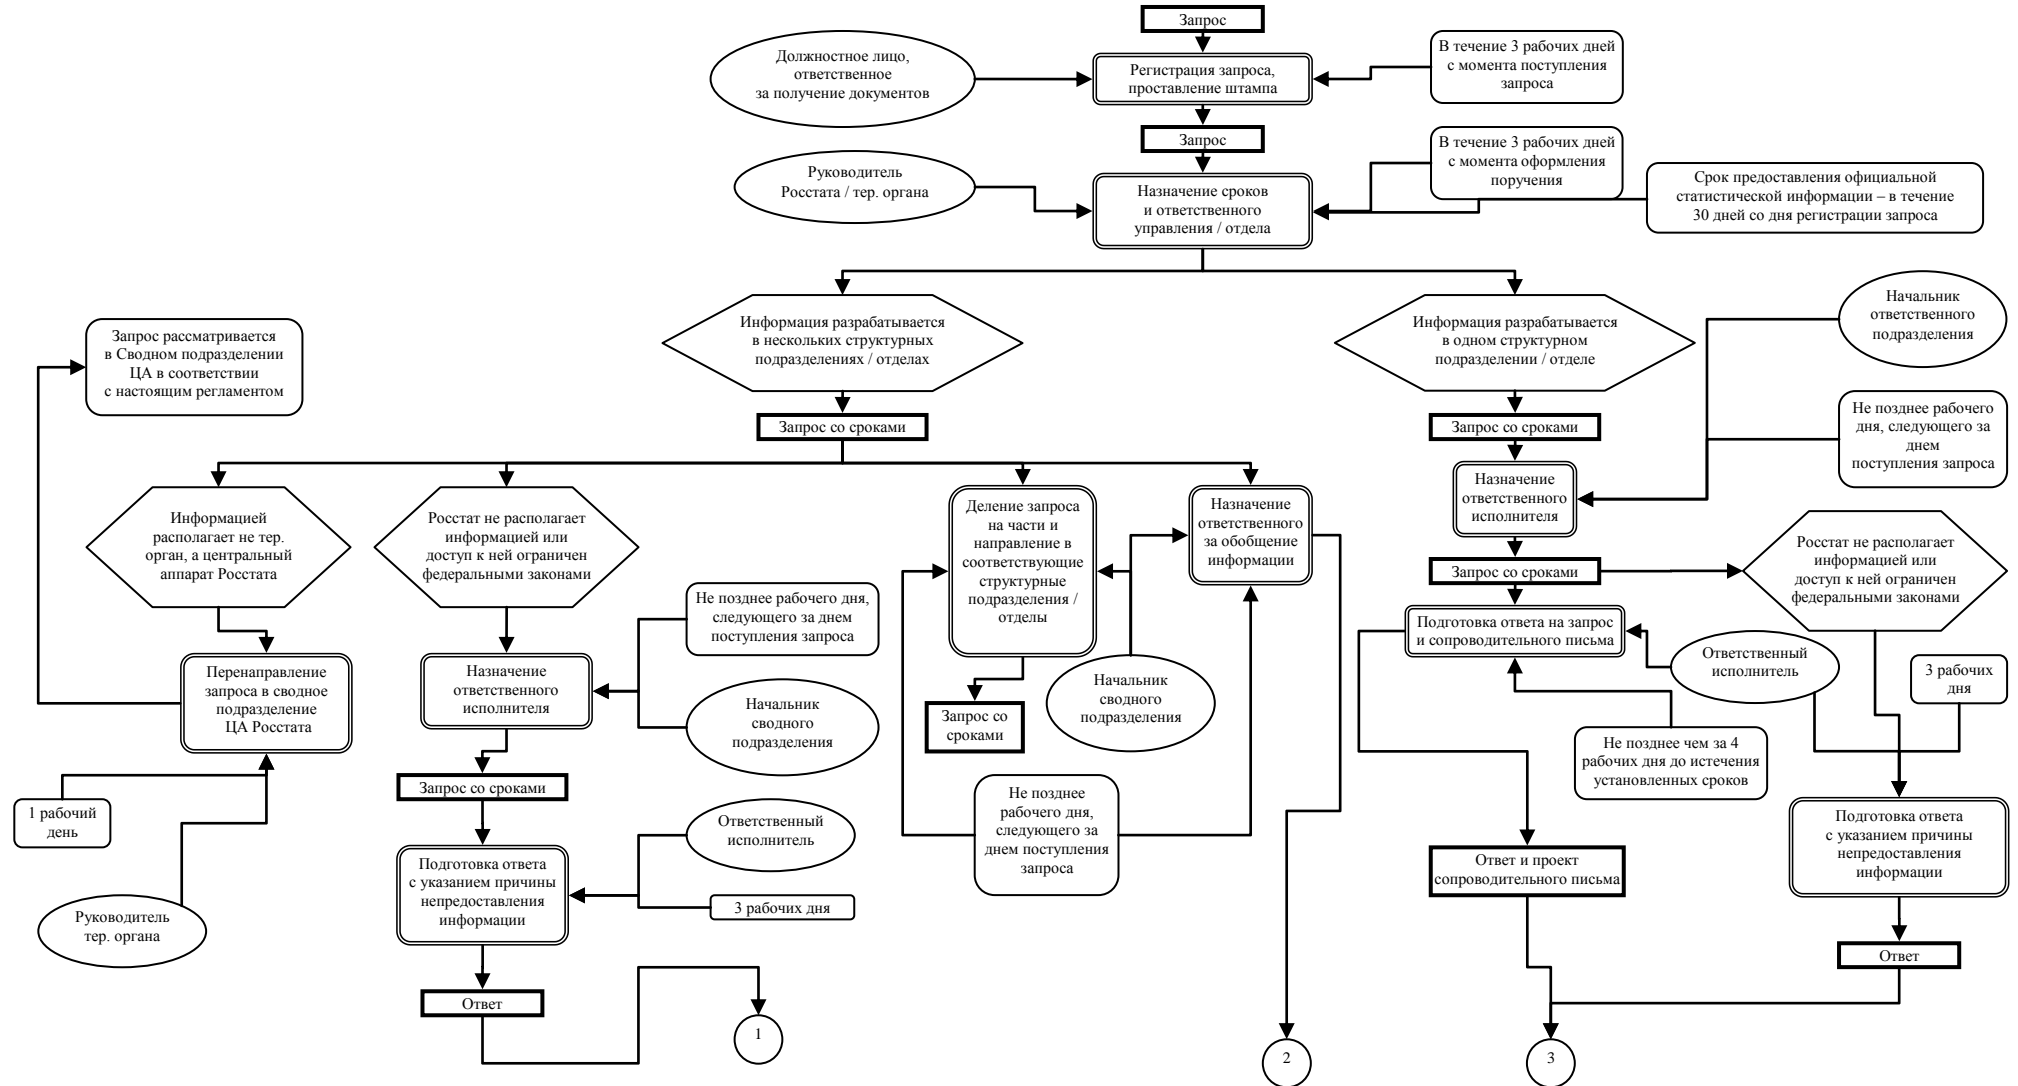 Запрос
Должностное лицо,
ответственное
за получение документов
Регистрация запроса,
проставление штампа
В течение 3 рабочих дней
с момента поступления
запроса
Запрос
Руководитель
Росстата / тер. органа
Назначение сроков
и ответственного
управления / отдела
В течение 3 рабочих дней
с момента оформления
поручения
Срок предоставления официальной
статистической информации – в течение
30 дней со дня регистрации запроса
Информация разрабатывается
в нескольких структурных
подразделениях / отделах
Информация разрабатывается
в одном структурном
подразделении / отделе
Начальник
ответственного
подразделения
Запрос рассматривается
в Сводном подразделении
ЦА в соответствии
с настоящим регламентом
Запрос со сроками
Запрос со сроками
Не позднее рабочего
дня, следующего за
днем
поступления запроса
Информацией
располагает не тер.
орган, а центральный
аппарат Росстата
Росстат не располагает
информацией или
доступ к ней ограничен
федеральными законами
Деление запроса
на части и
направление в
соответствующие
структурные
подразделения /
отделы
Назначение
ответственного
за обобщение
информации
Назначение
ответственного
исполнителя
Запрос со сроками
Росстат не располагает
информацией или
доступ к ней ограничен
федеральными законами
Не позднее рабочего дня,
следующего за днем
поступления запроса
Подготовка ответа на запрос
и сопроводительного письма
Ответственный
исполнитель
3 рабочих
дня
Перенаправление
запроса в сводное
подразделение
ЦА Росстата
Назначение
ответственного
исполнителя
Начальник
сводного
подразделения
Запрос со
сроками
Начальник
сводного
подразделения
Не позднее чем за 4
рабочих дня до истечения
установленных сроков
1 рабочий
день
Запрос со сроками
Не позднее
рабочего дня,
следующего за
днем поступления
запроса
Ответственный
исполнитель
Подготовка ответа
с указанием причины
непредоставления
информации
3 рабочих дня
Ответ и проект
сопроводительного письма
Подготовка ответа
с указанием причины
непредоставления
информации
Руководитель
тер. органа
Ответ
Ответ
1
2
3